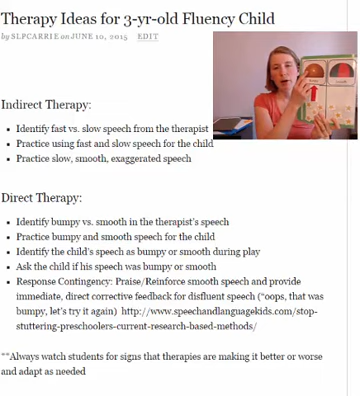 Therapy Ideas for 3-yr-old Fluency Child
by SLPCARRIE on JUNE 10, 2015 EDIT
Indirect Therapy:
• Identify fast vs. slow speech from the therapist
• Practice using fast and slow speech for the child
• Practice slow, smooth, exaggerated speech
Direct Therapy:
• Identify bumpy vs. smooth in the therapist's speech
• Practice bumpy and smooth speech for the child
• Identify the child's speech as bumpy or smooth during play
• Ask the child if his speech was bumpy or smooth
• Response Contingency: Praise/Reinforce smooth speech and provide
immediate, direct corrective feedback for disfluent speech ("oops, that was
bumpy, let's try it again) http://www.speechandlanguagekids.com/stop-
stuttering-preschoolers-current-research-based-methods/
**Always watch students for signs that therapies are making it better or worse
and adapt as needed